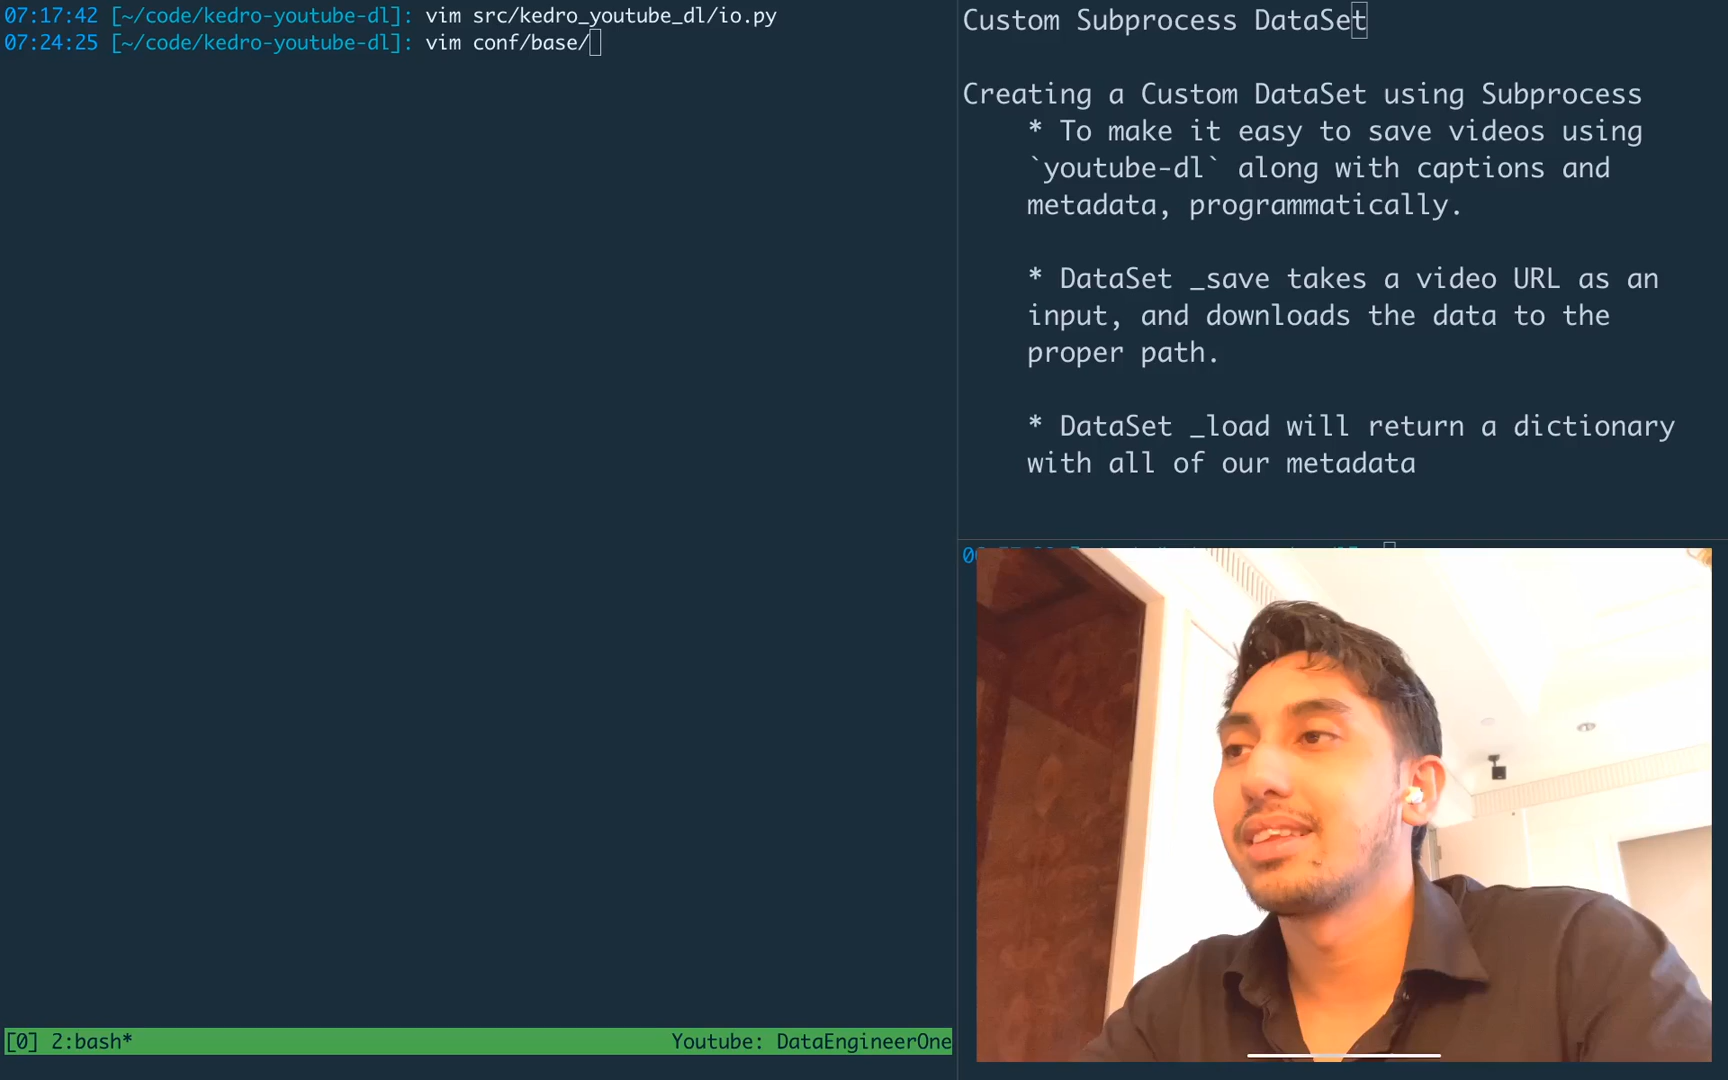 07:17:42 [~/code/kedro-youtube-dl]: vim src/kedro_youtube_dl/io.py
07:24:25 [~/code/kedro-youtube-dl]: vim conf/base/
[0] 2:bash*
Youtube: DataEngineerOne
Custom Subprocess DataSet
Creating a Custom DataSet using Subprocess
* To make it easy to save videos using
`youtube-dl` along with captions and
metadata, programmatically.
* DataSet _save takes a video URL as an
input, and downloads the data to the
proper path.
* DataSet _load will return a dictionary
with all of our metadata